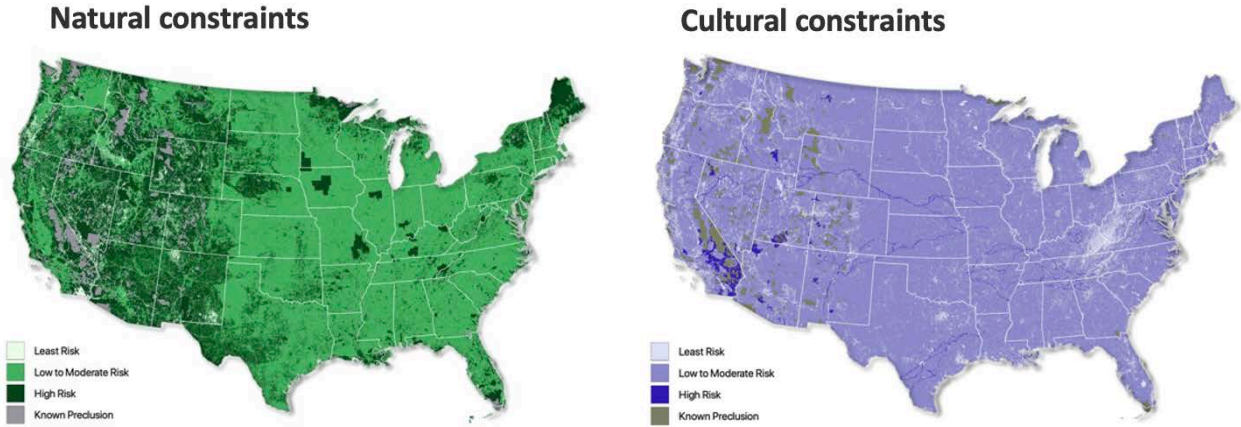 Natural constraints
Least Risk
Low to Moderate Risk
High Risk
Known Preclusion
Cultural constraints
Least Risk
Low to Moderate Risk
High Risk
Known Preclusion